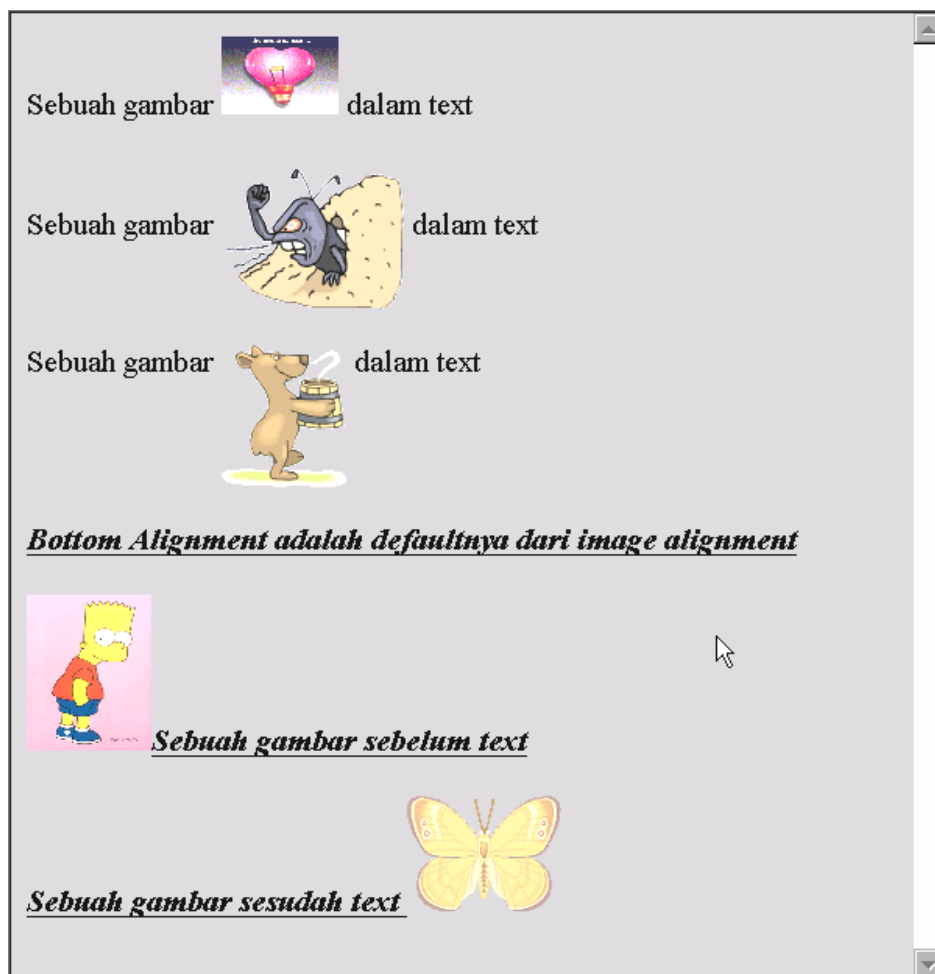 Sebuah gambar dalam text
Sebuah gambar dalam text
Sebuah gambar dalam text
Bottom Alignment adalah defaultnya dari image alignment
Sebuah gambar sebelum text
Sebuah gambar sesudah text